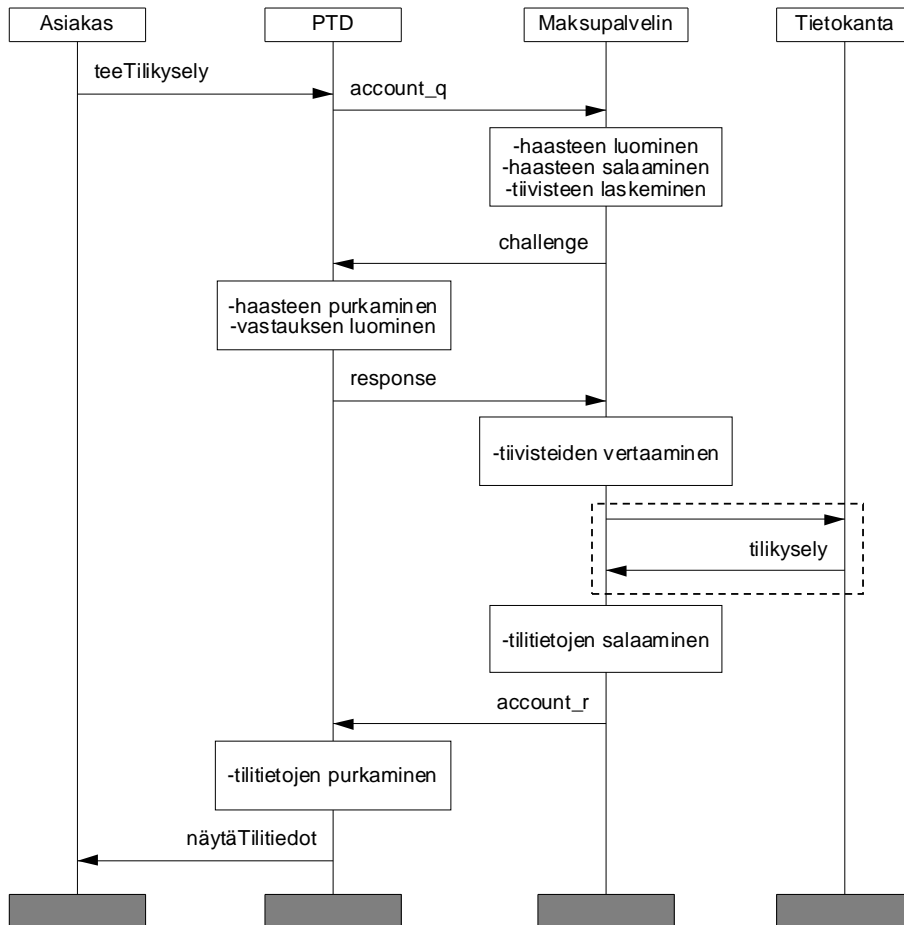 Asiakas
PTD
Maksupalvelin
Tietokanta
teeTilikysely
account_q
-haasteen luominen
-haasteen salaaminen
-tiivisteen laskeminen
challenge
-haasteen purkaminen
-vastauksen luominen
response
-tiivisteiden vertaaminen
tilikysely
-tilitietojen salaaminen
account_r
-tilitietojen purkaminen
näytäTilitiedot